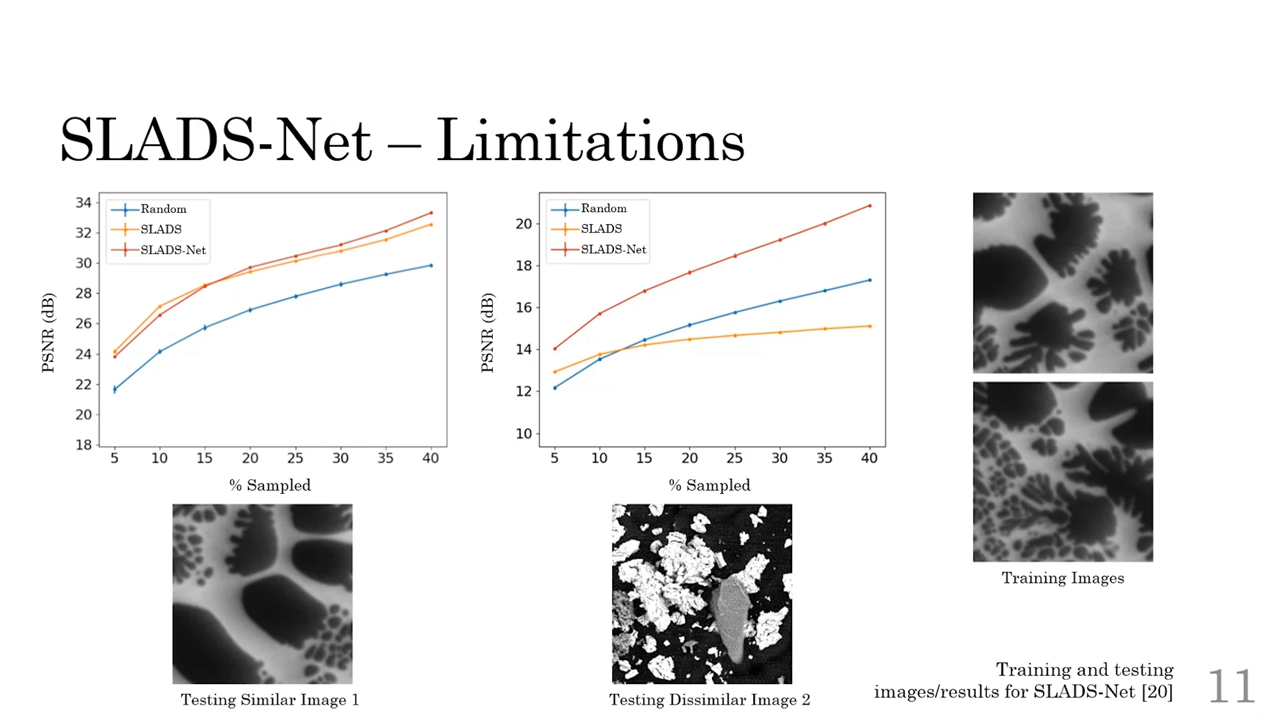 SLADS-Net – Limitations
34
32
30
28
26
24
22
20
18
PSNR (dB)
Random
SLADS
SLADS-Net
5 10 15 20 25 30 35 40
% Sampled
Testing Similar Image 1
20
18
16
14
12
10
PSNR (dB)
Random
SLADS
SLADS-Net
5 10 15 20 25 30 35 40
% Sampled
Testing Dissimilar Image 2
Training Images
Training and testing
images/results for SLADS-Net [20]
11